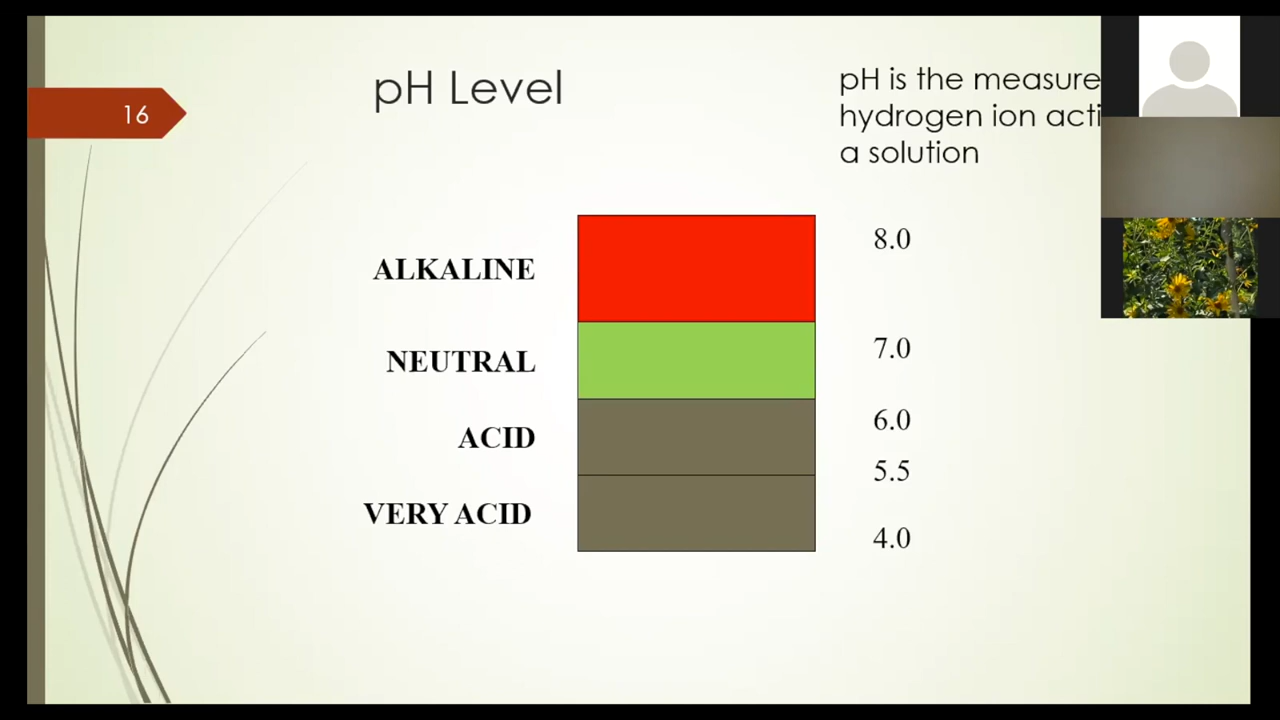 16
pH Level
pH is the measure
hydrogen ion
a solution
ALKALINE
8.0
NEUTRAL
7.0
ACID
6.0
5.5
VERY ACID
4.0